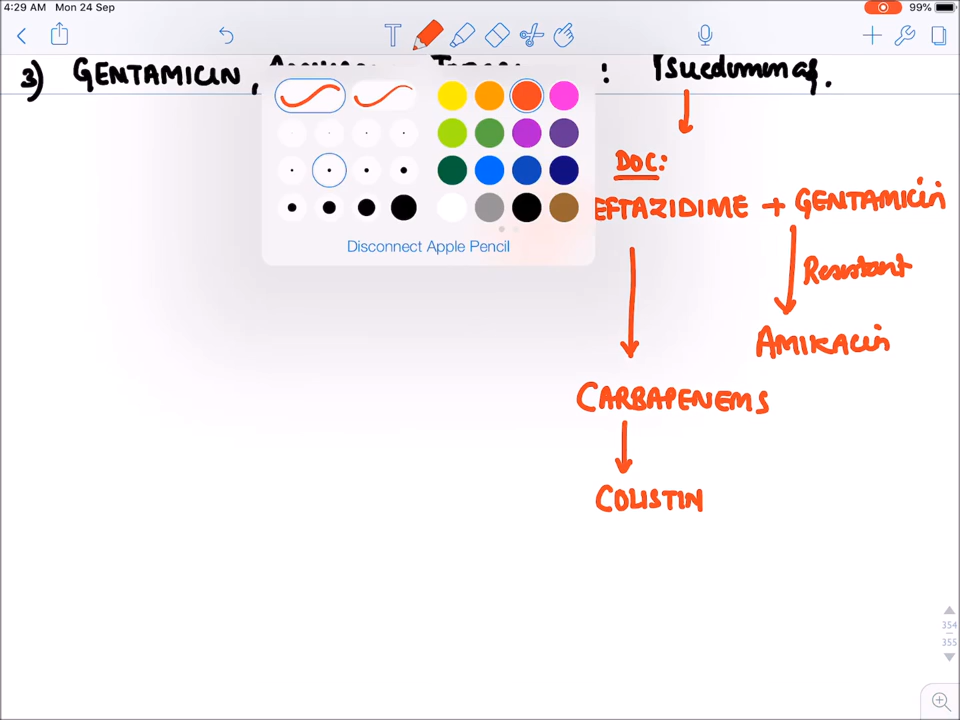 4:29 AM Mon 24 Sep 99%
T
3) GENTAMICIN, :
DOC:
EFTAZIDIME + GENTAMICIN
Resistant
AMIKACIN
CARBAPENEMS
COLISTIN
Disconnect Apple Pencil
354
355